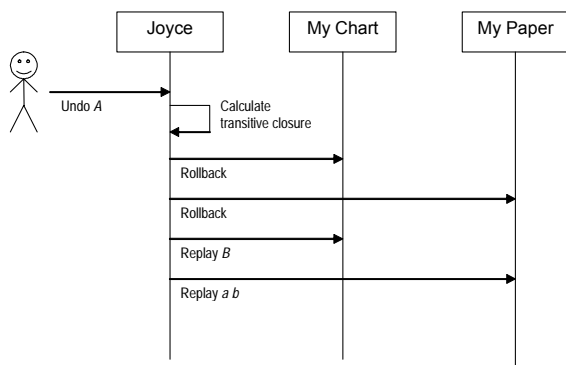 Joyce
My Chart
My Paper
Undo A
Calculate
transitive closure
Rollback
Rollback
Replay B
Replay a b